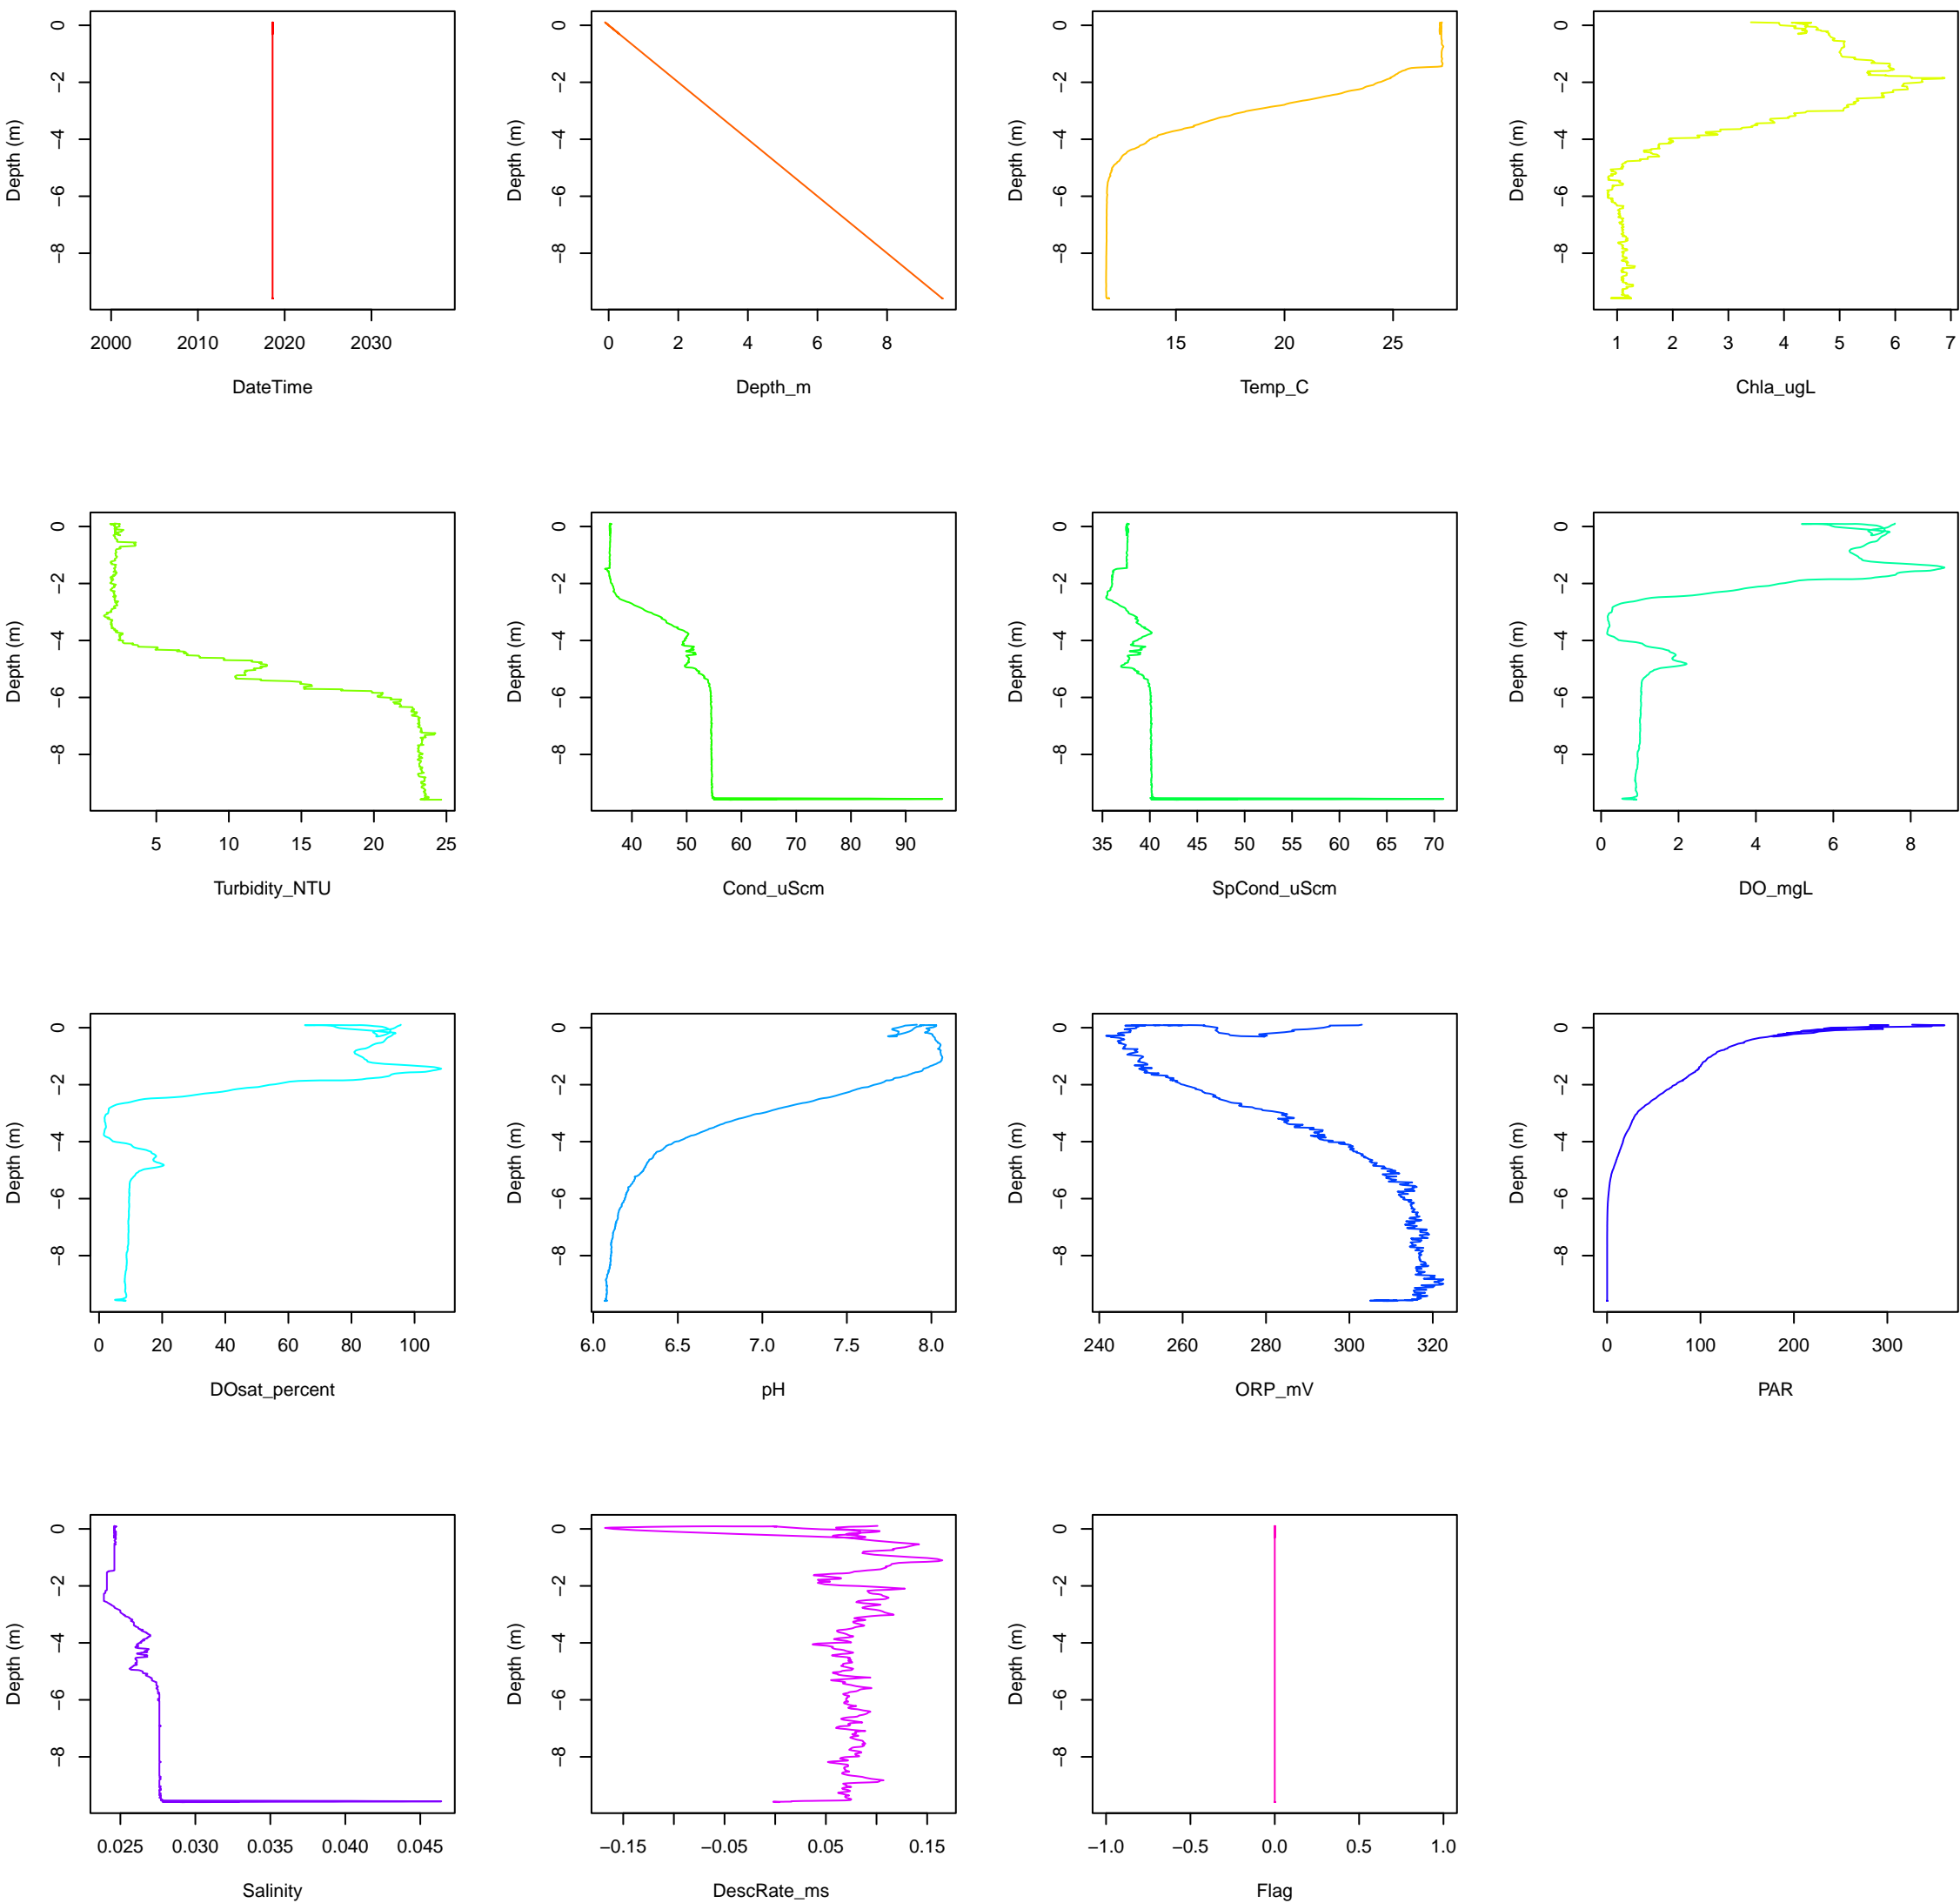 Depth (m)
0
−2
−4
−6
−8
2000 2010 2020 2030
DateTime
Depth (m)
0
−2
−4
−6
−8
0 2 4 6 8
Depth_m
Depth (m)
0
−2
−4
−6
−8
15 20 25
Temp_C
Depth (m)
0
−2
−4
−6
−8
1 2 3 4 5 6 7
Chla_ugL
Depth (m)
0
−2
−4
−6
−8
5 10 15 20 25
Turbidity_NTU
Depth (m)
0
−2
−4
−6
−8
40 50 60 70 80 90
Cond_uScm
Depth (m)
0
−2
−4
−6
−8
35 40 45 50 55 60 65 70
SpCond_uScm
Depth (m)
0
−2
−4
−6
−8
0 2 4 6 8
DO_mgL
Depth (m)
0
−2
−4
−6
−8
0 20 40 60 80 100
DOsat_percent
Depth (m)
0
−2
−4
−6
−8
6.0 6.5 7.0 7.5 8.0
pH
Depth (m)
0
−2
−4
−6
−8
240 260 280 300 320
ORP_mV
Depth (m)
0
−2
−4
−6
−8
0 100 200 300
PAR
Depth (m)
0
−2
−4
−6
−8
0.025 0.030 0.035 0.040 0.045
Salinity
Depth (m)
0
−2
−4
−6
−8
−0.15 −0.05 0.05 0.15
DescRate_ms
Depth (m)
0
−2
−4
−6
−8
−1.0 −0.5 0.0 0.5 1.0
Flag